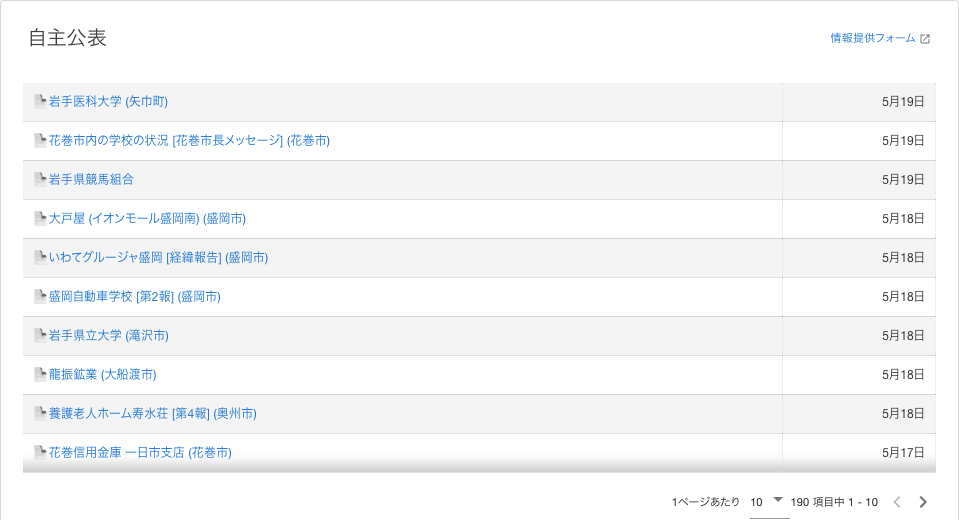 自主公表
情報提供フォーム
岩手医科大学 (矢巾町) 5月19日
花巻市内の学校の状況 [花巻市長メッセージ] (花巻市) 5月19日
岩手県競馬組合 5月19日
大戸屋 (イオンモール盛岡南) (盛岡市) 5月18日
いわてグルージャ盛岡 [経緯報告] (盛岡市) 5月18日
盛岡自動車学校 [第2報] (盛岡市) 5月18日
岩手県立大学 (滝沢市) 5月18日
龍振鉱業 (大船渡市) 5月18日
養護老人ホーム寿水荘 [第4報] (奥州市) 5月18日
花巻信用金庫 一日市支店 (花巻市) 5月17日
1ページあたり 10 190 項目中 1 - 10